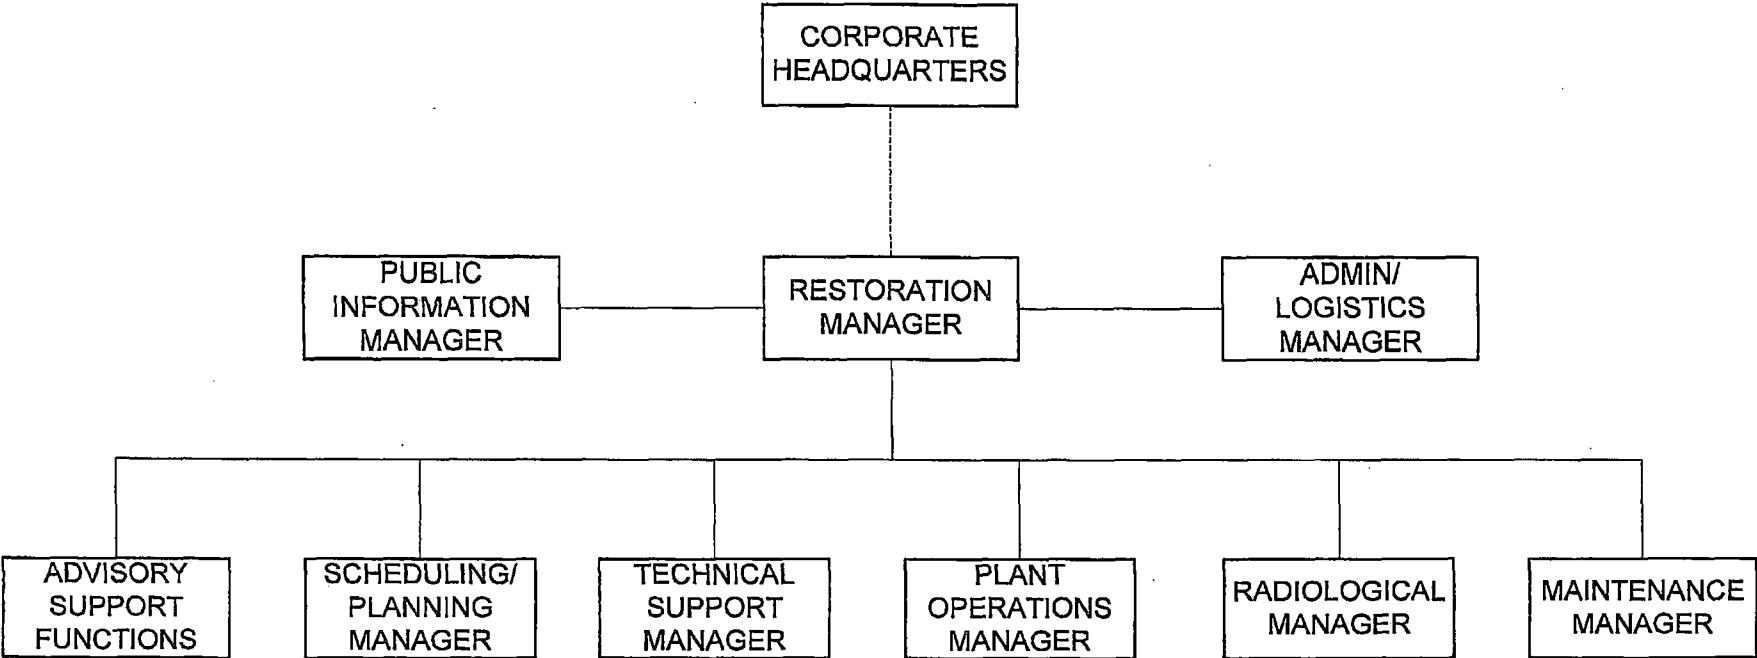 CORPORATE
HEADQUARTERS
PUBLIC
INFORMATION
MANAGER
RESTORATION
MANAGER
ADMIN/
LOGISTICS
MANAGER
ADVISORY
SUPPORT
FUNCTIONS
SCHEDULING/
PLANNING
MANAGER
TECHNICAL
SUPPORT
MANAGER
PLANT
OPERATIONS
MANAGER
RADIOLOGICAL
MANAGER
MAINTENANCE
MANAGER